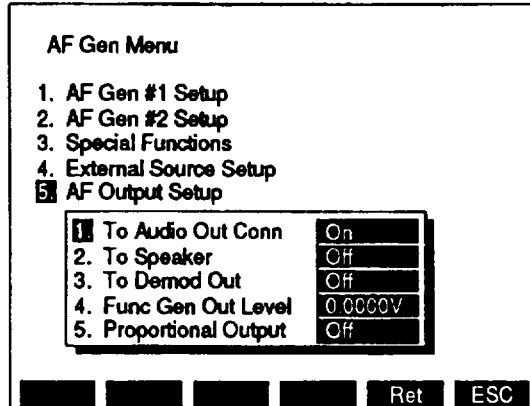 AF Gen Menu
1. AF Gen #1 Setup
2. AF Gen #2 Setup
3. Special Functions
4. External Source Setup
5. AF Output Setup
1. To Audio Out Conn On
2. To Speaker Off
3. To Demod Out Off
4. Func Gen Out Level 0.0000V
5. Proportional Output Off
Ret ESC